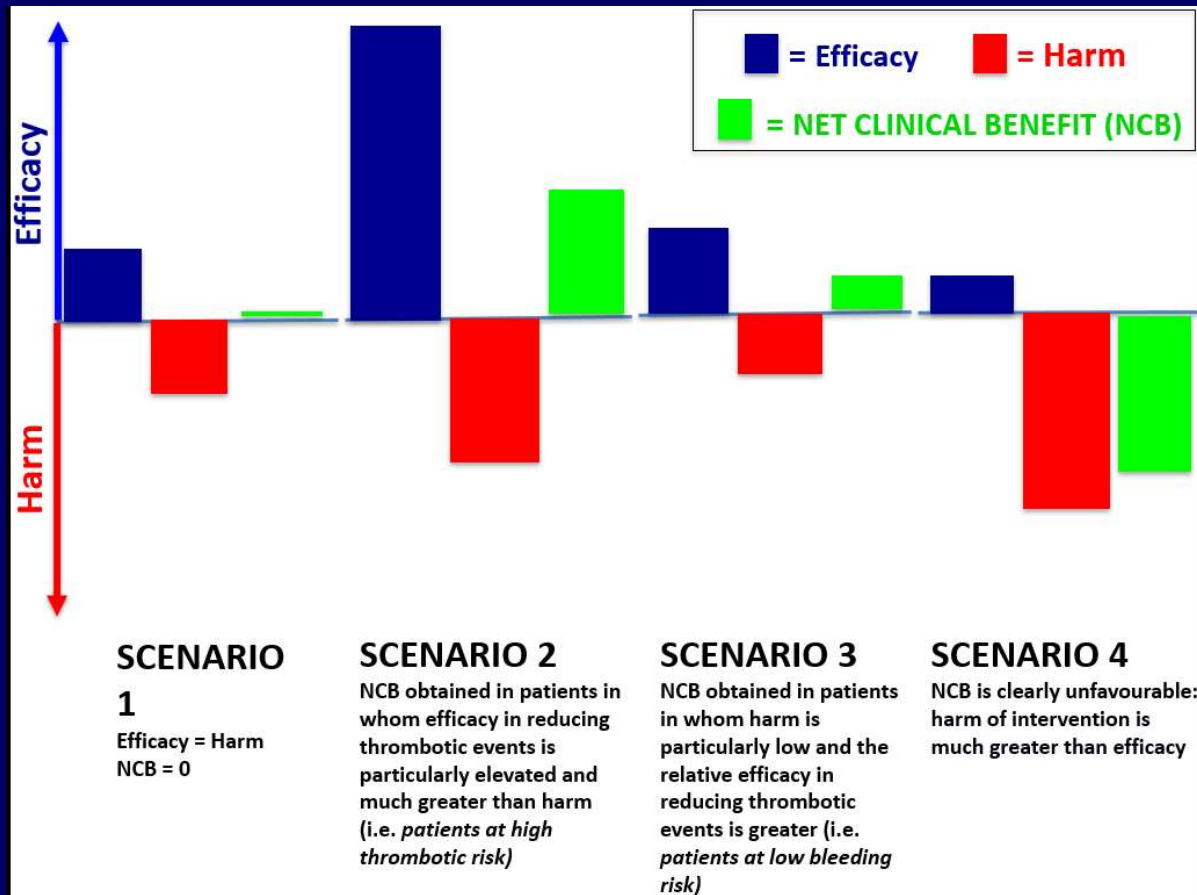 Efficacy
Harm
= Efficacy
= Harm
= NET CLINICAL BENEFIT (NCB)
SCENARIO
1
Efficacy = Harm
NCB = 0
SCENARIO 2
NCB obtained in patients in
whom efficacy in reducing
thrombotic events is
particularly elevated and
much greater than harm
(i.e. patients at high
thrombotic risk)
SCENARIO 3
NCB obtained in patients
in whom harm is
particularly low and the
relative efficacy in
reducing thrombotic
events is greater (i.e.
patients at low bleeding
risk)
SCENARIO 4
NCB is clearly unfavourable:
harm of intervention is
much greater than efficacy